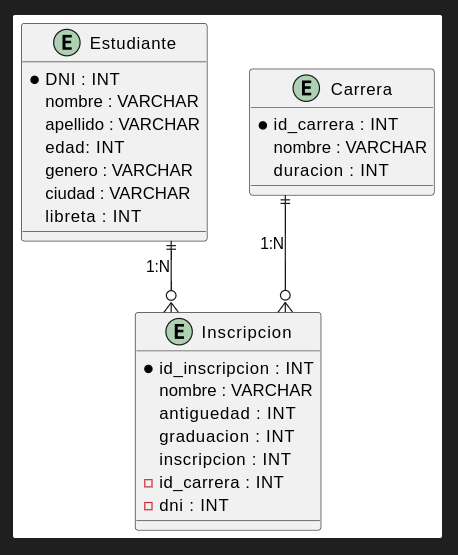 E Estudiante
DNI : INT
nombre : VARCHAR
apellido : VARCHAR
edad: INT
genero : VARCHAR
ciudad : VARCHAR
libreta : INT
E Carrera
id_carrera : INT
nombre : VARCHAR
duracion : INT
1:N
1:N
E Inscripcion
id_inscripcion : INT
nombre : VARCHAR
antiguedad : INT
graduacion : INT
inscripcion : INT
id_carrera : INT
dni : INT